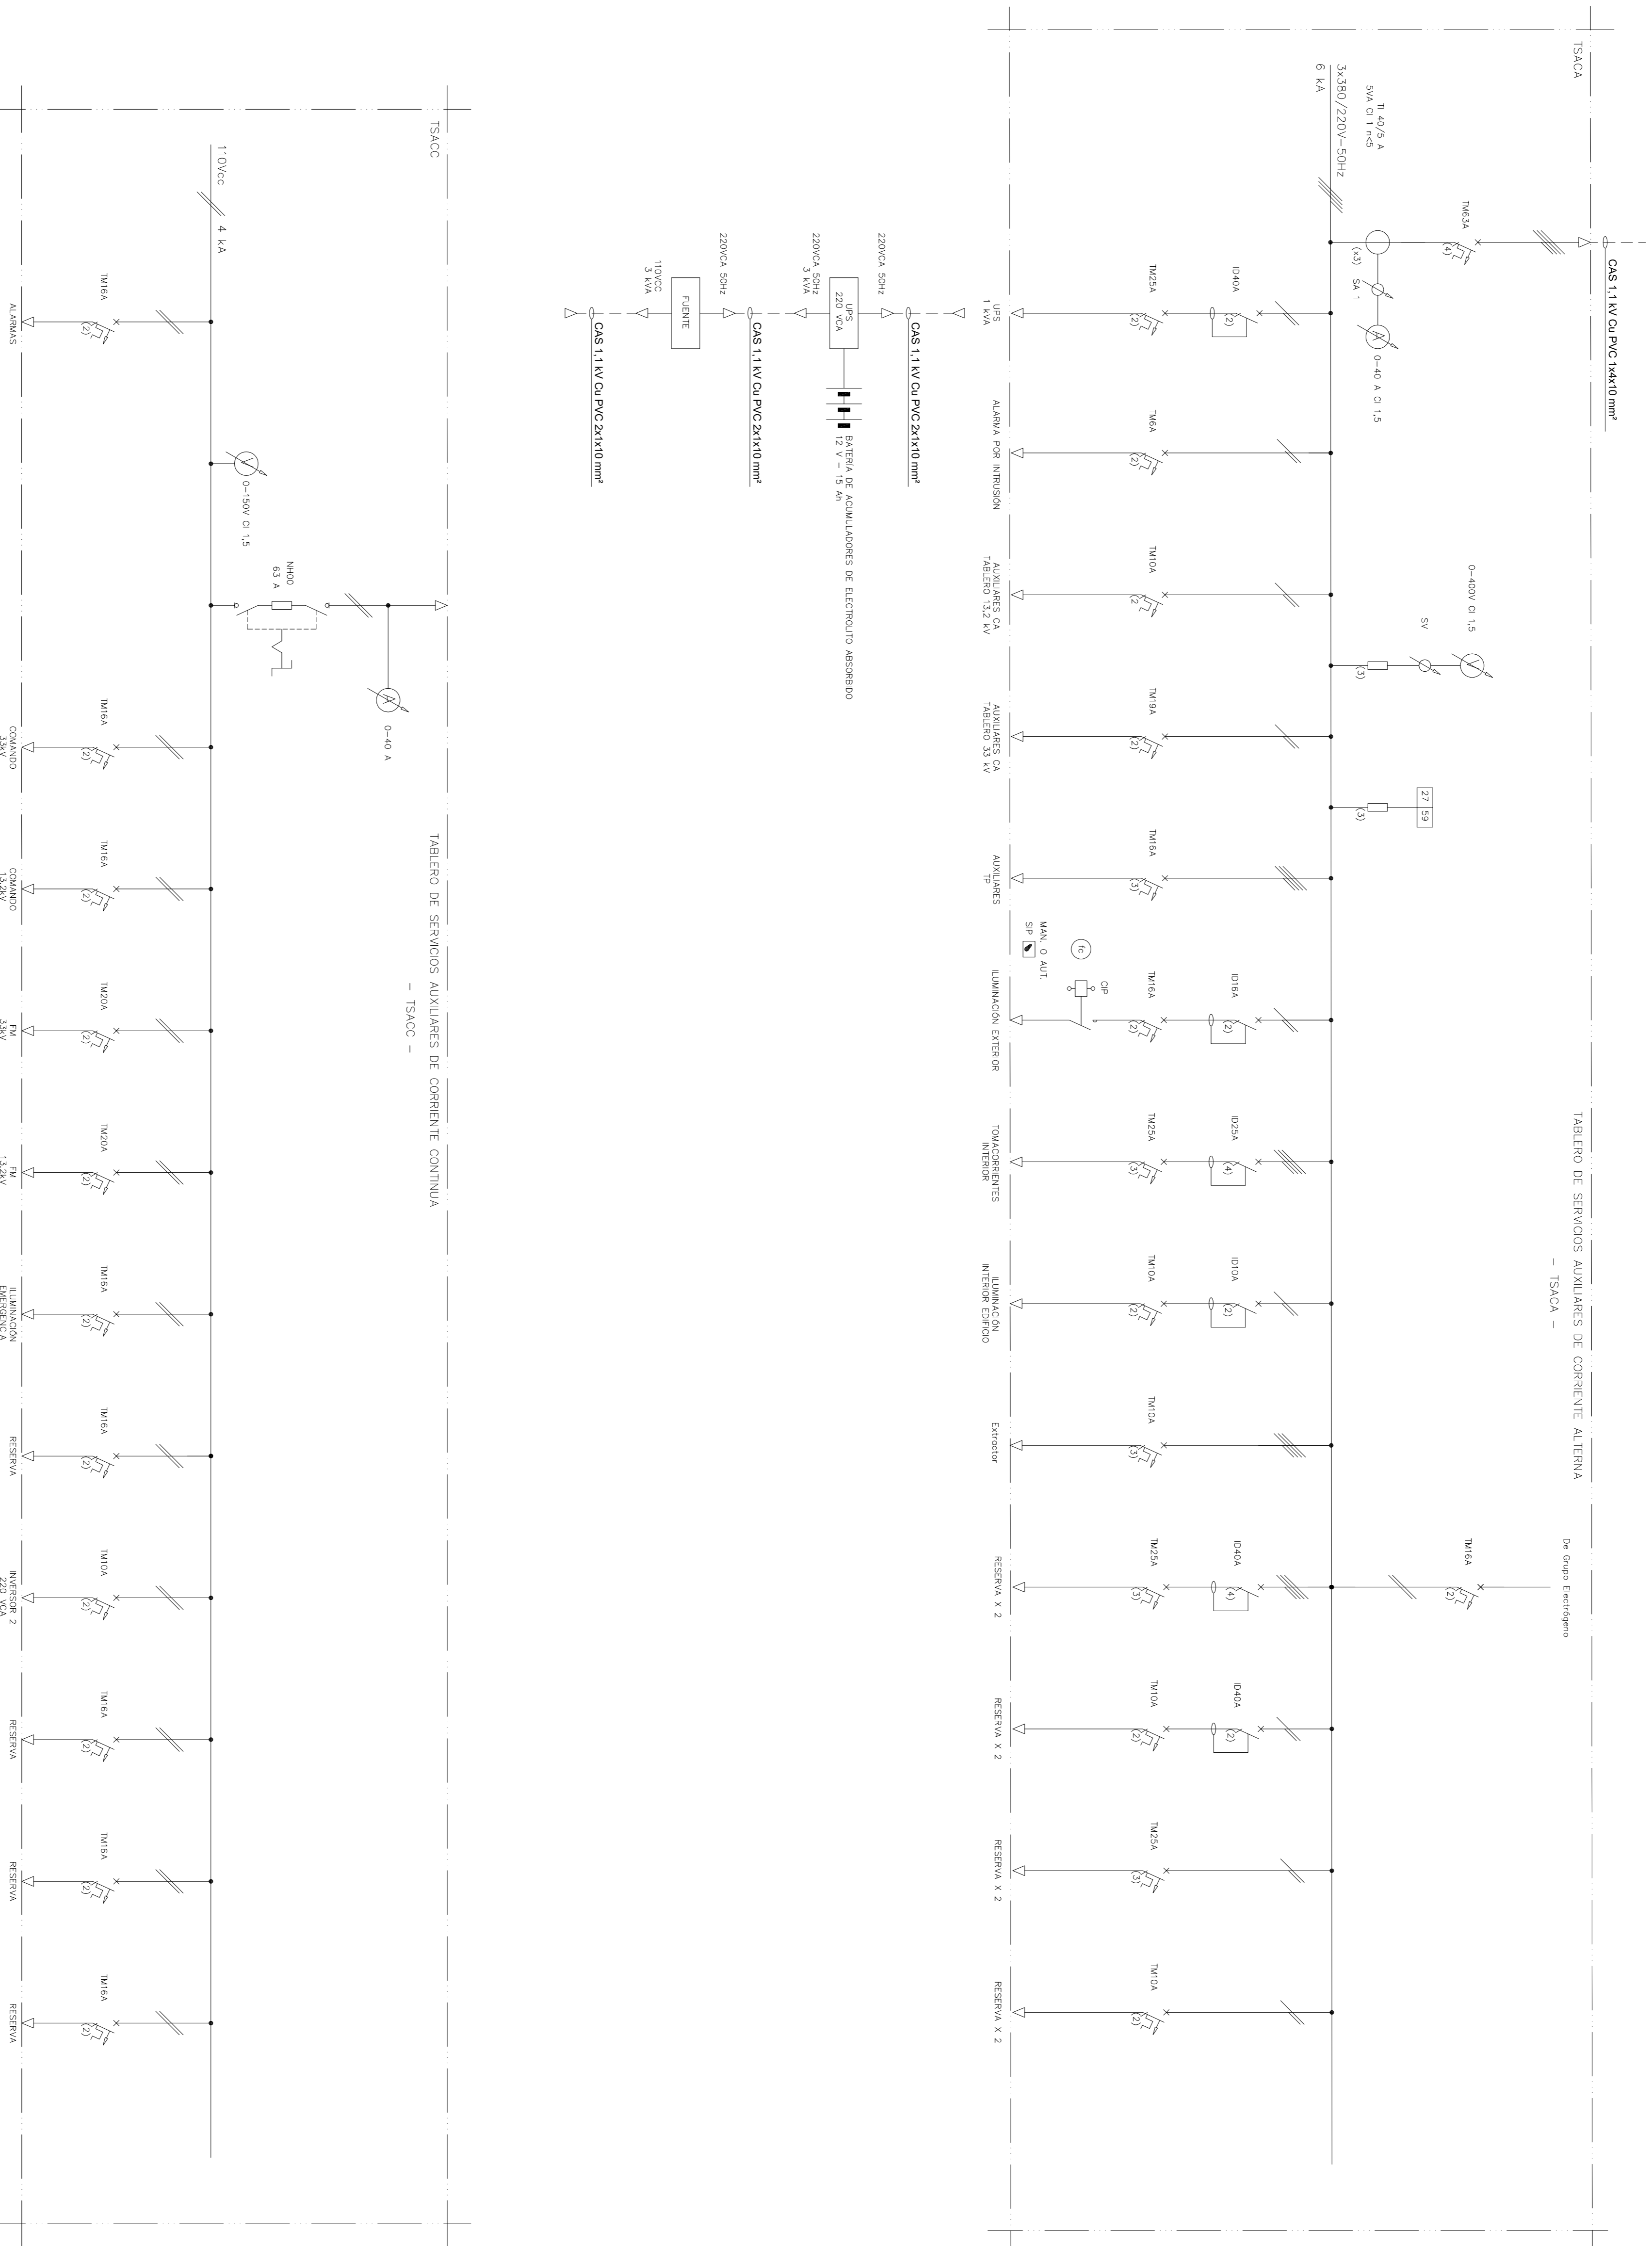 CAS 1,1 kV Cu PVC 1x4x10 mm²
TSACA
TABLERO DE SERVICIOS AUXILIARES DE CORRIENTE ALTERNA
- TSACA -
De Grupo Electrógeno
TM63A
(4)
TM16A
(2)
TI 40/5 A
5VA Cl 1 n<5
(x3)
SA 1
A
0-40 A Cl 1,5
0-400V Cl 1,5
V
SV
(3)
27
59
(3)
3x380/220V-50Hz
6 kA
ID40A
(2)
TM25A
(2)
UPS
1 kVA
TM6A
(2)
ALARMA POR INTRUSIÓN
TM10A
(2
AUXILIARES CA
TABLERO 13,2 kV
TM19A
(2)
AUXILIARES CA
TABLERO 33 kV
TM16A
(3)
AUXILIARES
TP
ID16A
(2)
TM16A
(2)
CIP
fc
MAN. O AUT.
SIP
ILUMINACIÓN EXTERIOR
ID25A
(4)
TM25A
(3)
TOMACORRIENTES
INTERIOR
ID10A
(2)
TM10A
(2)
ILUMINACIÓN
INTERIOR EDIFICIO
TM10A
(3)
Extractor
ID40A
(4)
TM25A
(3)
RESERVA X 2
ID40A
(2)
TM10A
(2)
RESERVA X 2
TM25A
(3)
RESERVA X 2
TM10A
(2)
RESERVA X 2
CAS 1,1 kV Cu PVC 2x1x10 mm²
220VCA 50Hz
UPS
220 VCA
BATERÍA DE ACUMULADORES DE ELECTROLITO ABSORBIDO
12 V - 15 Ah
220VCA 50Hz
3 kVA
CAS 1,1 kV Cu PVC 2x1x10 mm²
220VCA 50Hz
FUENTE
110VCC
3 kVA
CAS 1,1 kV Cu PVC 2x1x10 mm²
TSACC
TABLERO DE SERVICIOS AUXILIARES DE CORRIENTE CONTINUA
- TSACC -
A
0-40 A
NH00
63 A
V
0-150V Cl 1,5
110Vcc
4 kA
TM16A
(2)
ALARMAS
TM16A
(2)
COMANDO
33kV
TM16A
(2)
COMANDO
13,2kV
TM20A
(2)
FM
33kV
TM20A
(2)
FM
13,2kV
TM16A
(2)
ILUMINACIÓN
EMERGENCIA
TM16A
(2)
RESERVA
TM10A
(2)
INVERSOR 2
220 VCA
TM16A
(2)
RESERVA
TM16A
(2)
RESERVA
TM16A
(2)
RESERVA